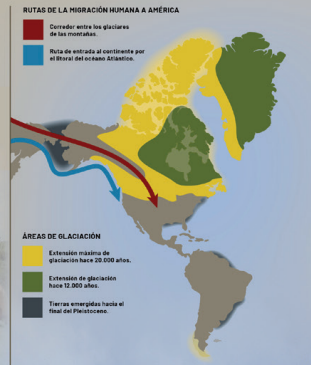 RUTAS DE LA MIGRACIÓN HUMANA A AMÉRICA
Corredor entre los glaciares
de las montañas.
Ruta de entrada al continente por
el litoral del océano Atlántico.
ÁREAS DE GLACIACIÓN
Extensión máxima de
glaciación hace 20.000 años.
Extensión de glaciación
hace 12.000 años.
Tierras emergidas hacia el
final del Pleistoceno.